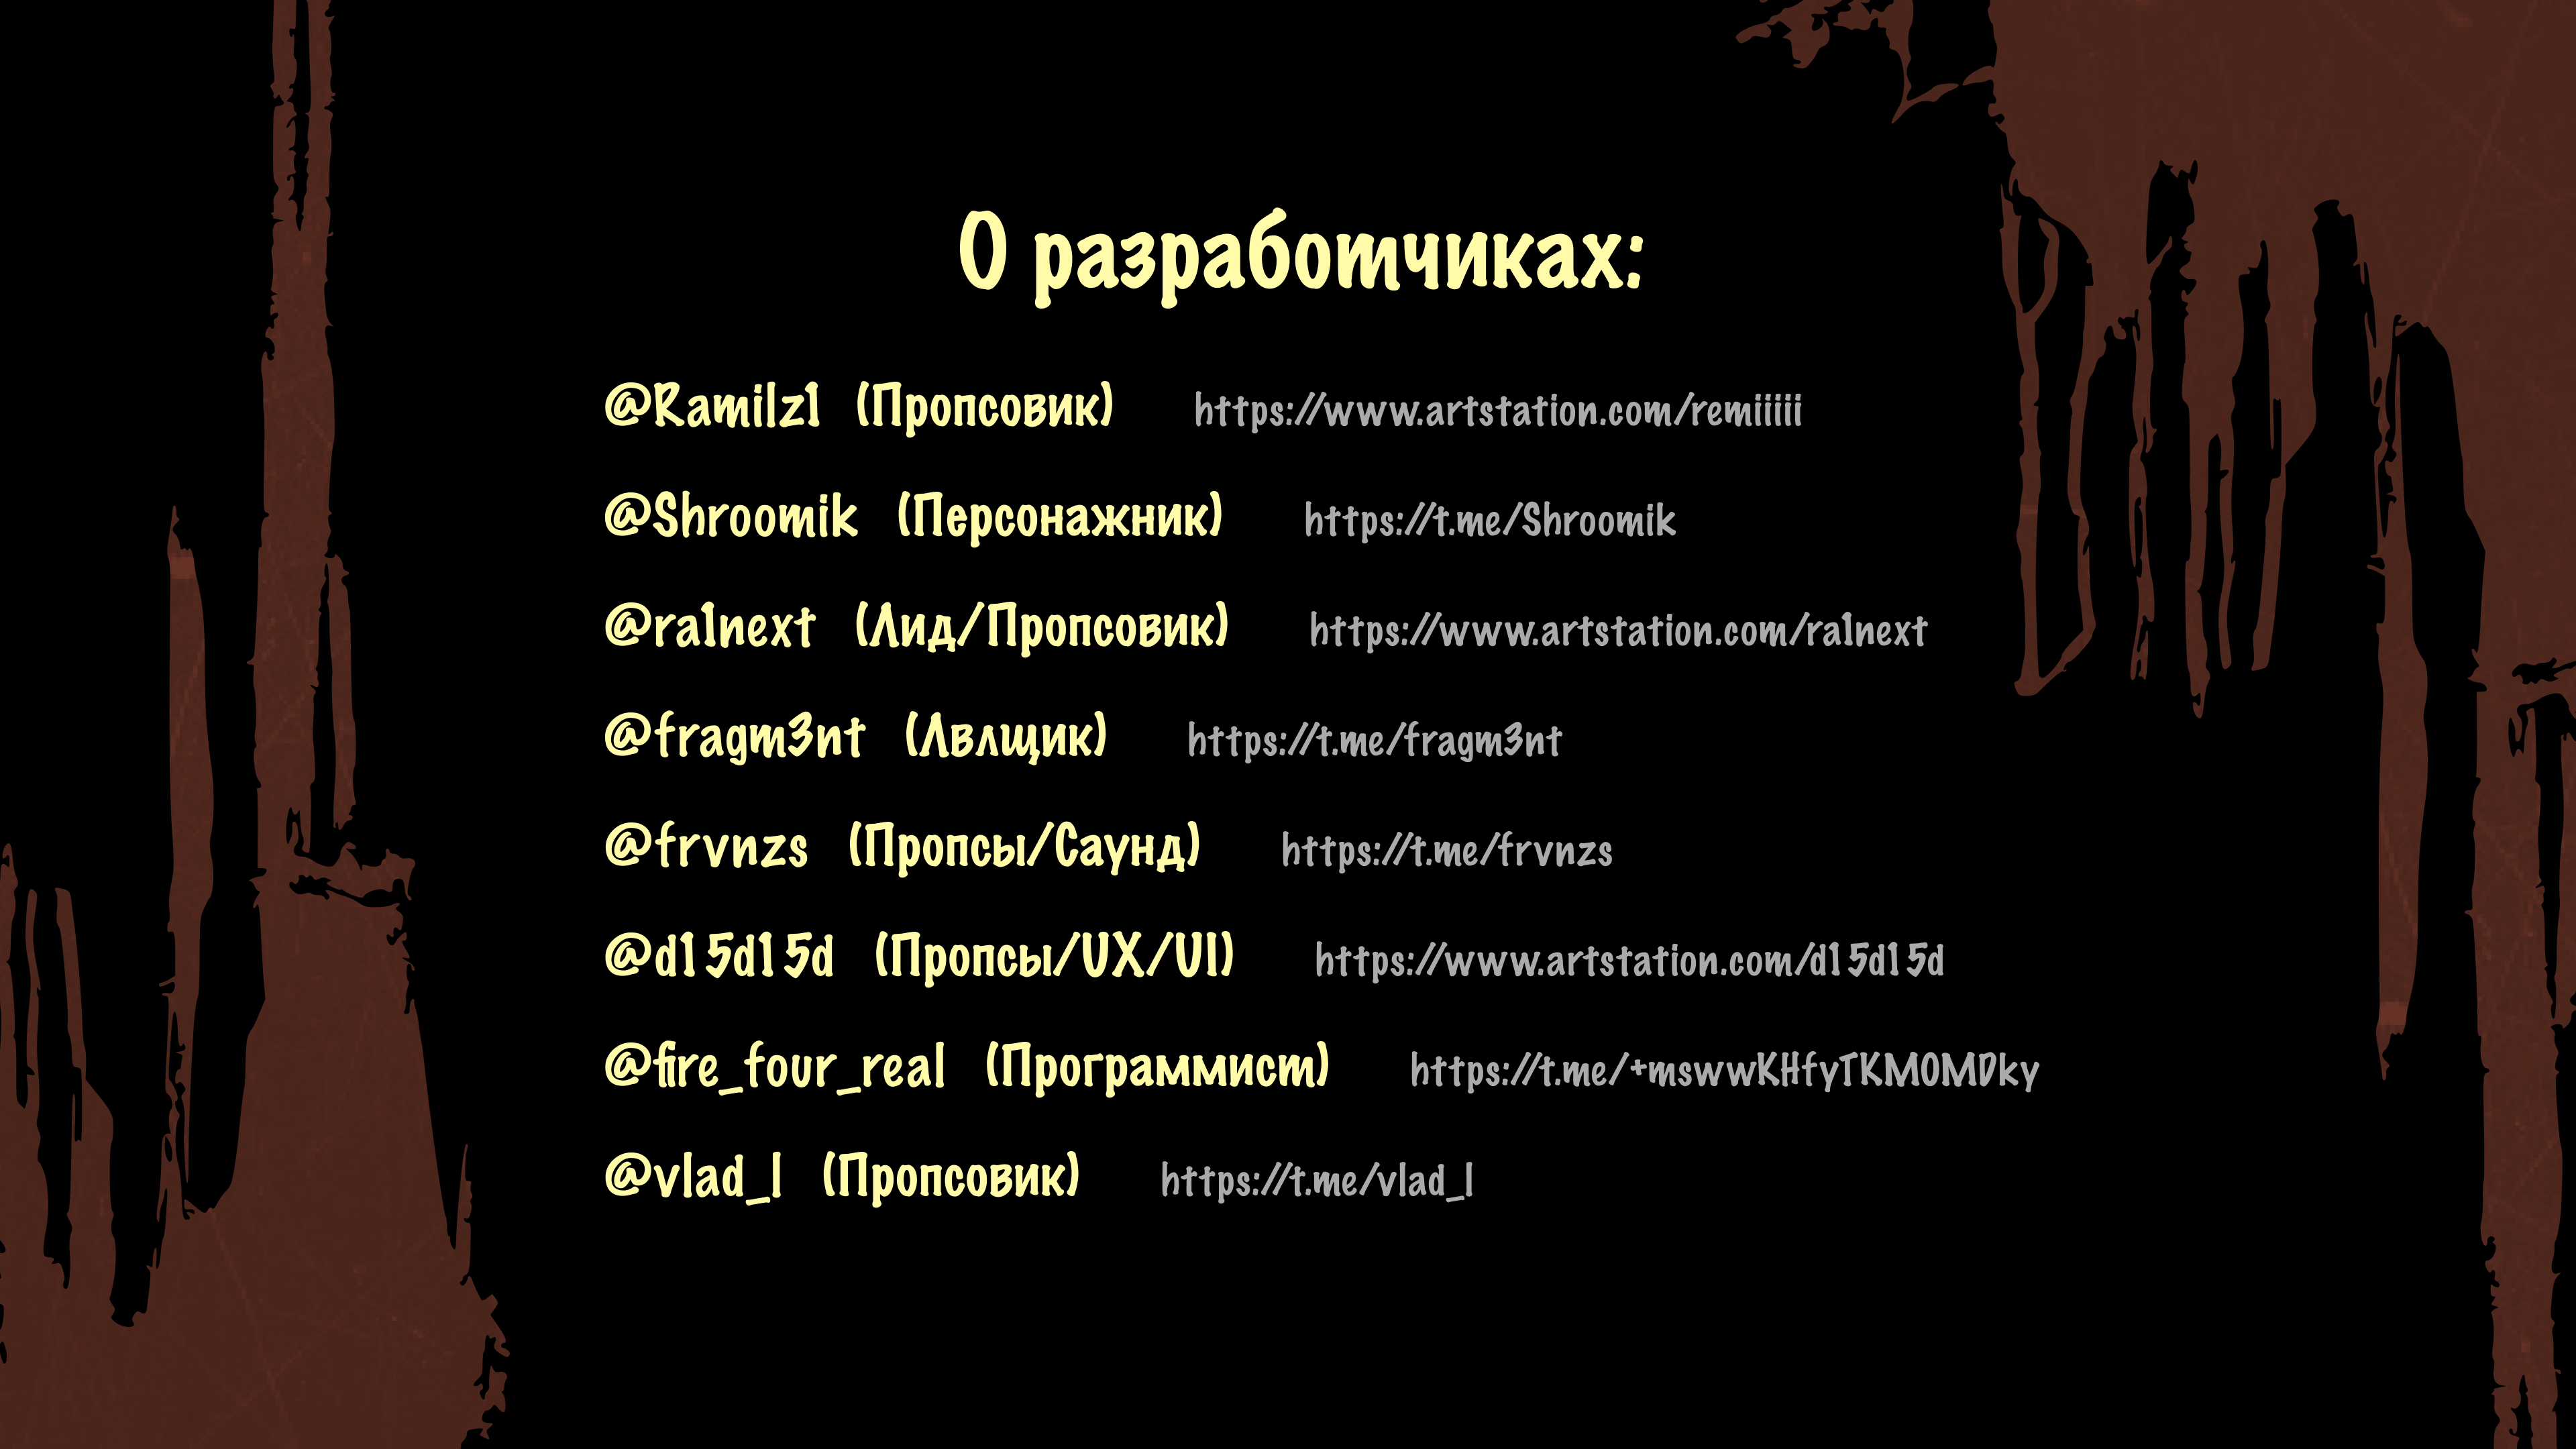 О разработчиках:
@Ramilz1 (Пропсовик) https://www.artstation.com/remiiiii
@Shroomik (Персонажник) https://t.me/Shroomik
@ra1next (Лид/Пропсовик) https://www.artstation.com/ra1next
@fragm3nt (Лвлщик) https://t.me/fragm3nt
@frvnzs (Пропсы/Саунд) https://t.me/frvnzs
@d15d15d (Пропсы/UX/UI) https://www.artstation.com/d15d15d
@fire_four_real (Программист) https://t.me/+mswwKHfyTKM0MDky
@vlad_l (Пропсовик) https://t.me/vlad_l